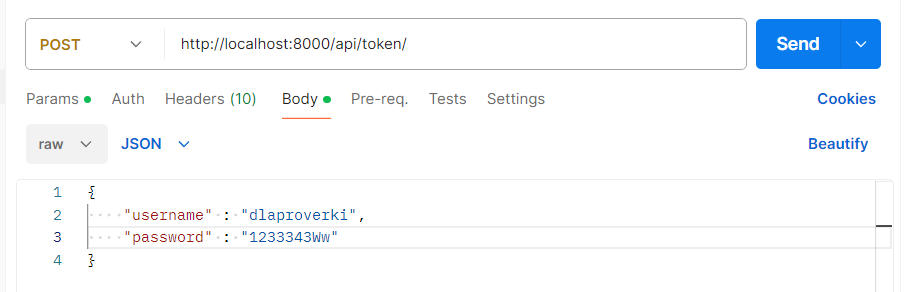 POST http://localhost:8000/api/token/ Send
Params Auth Headers (10) Body Pre-req. Tests Settings Cookies
raw JSON Beautify
1 {
2 "username" : "dlaproverki",
3 "password" : "1233343Ww"
4 }